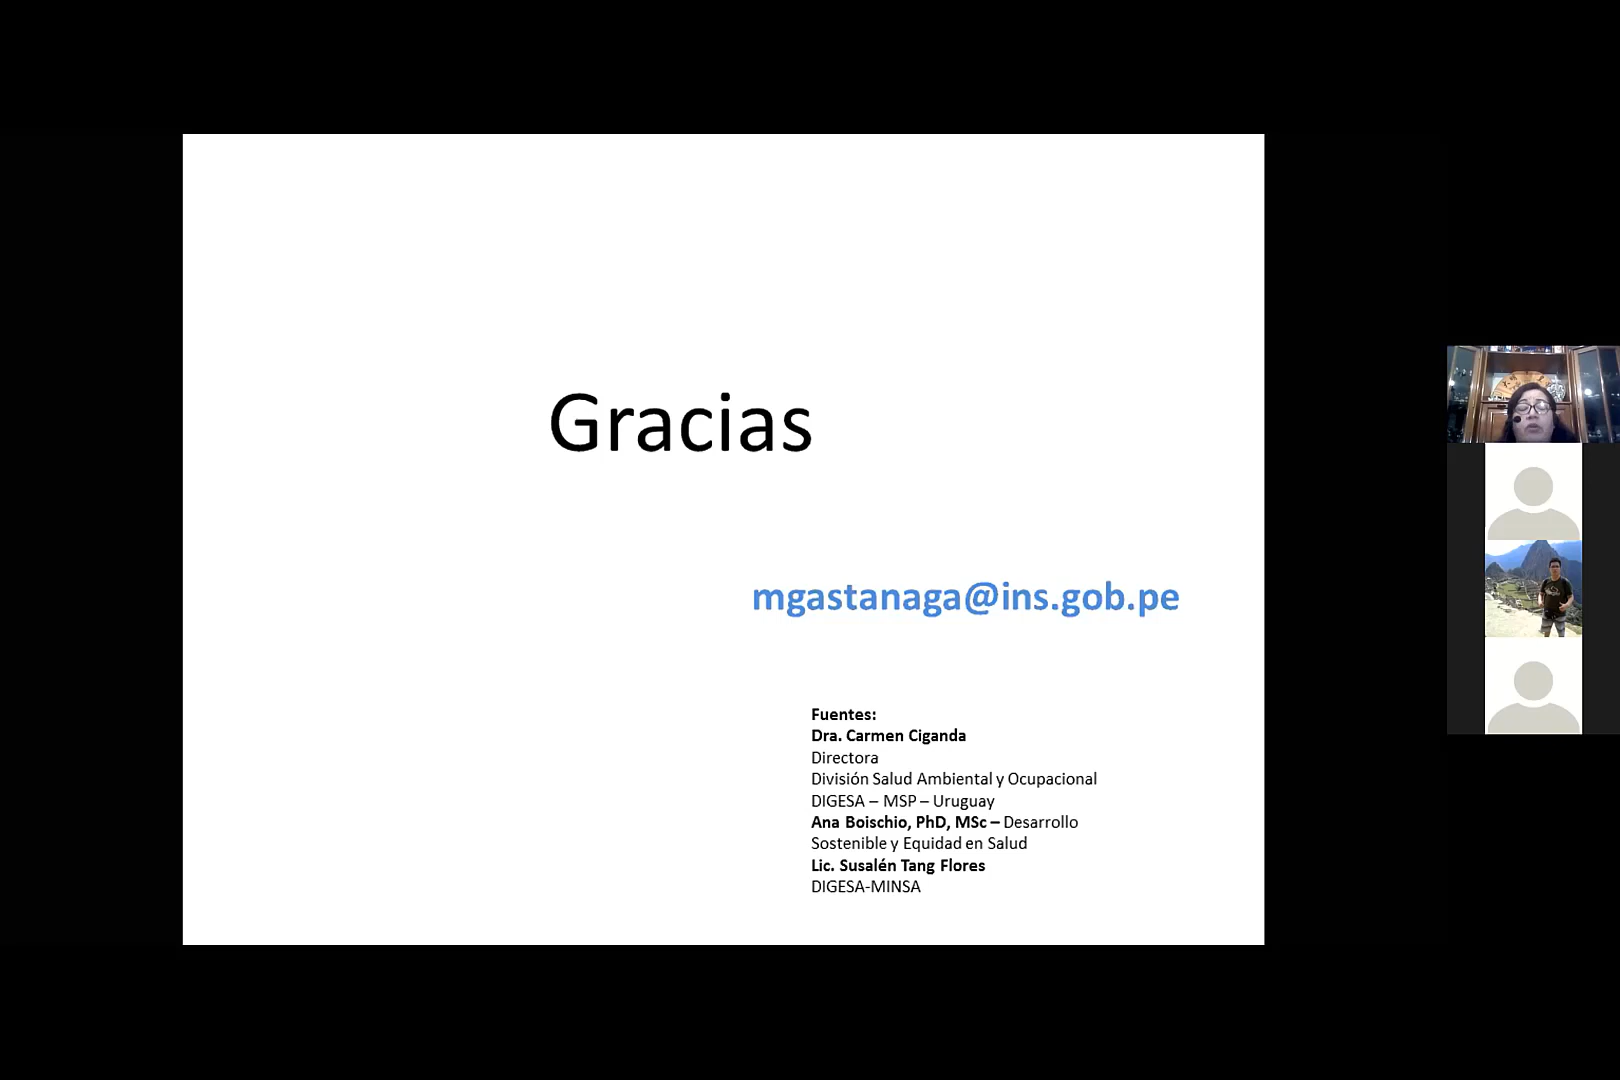 Gracias
mgastanaga@ins.gob.pe
Fuentes:
Dra. Carmen Ciganda
Directora
División Salud Ambiental y Ocupacional
DIGESA – MSP – Uruguay
Ana Boischio, PhD, MSc – Desarrollo
Sostenible y Equidad en Salud
Lic. Susalén Tang Flores
DIGESA-MINSA